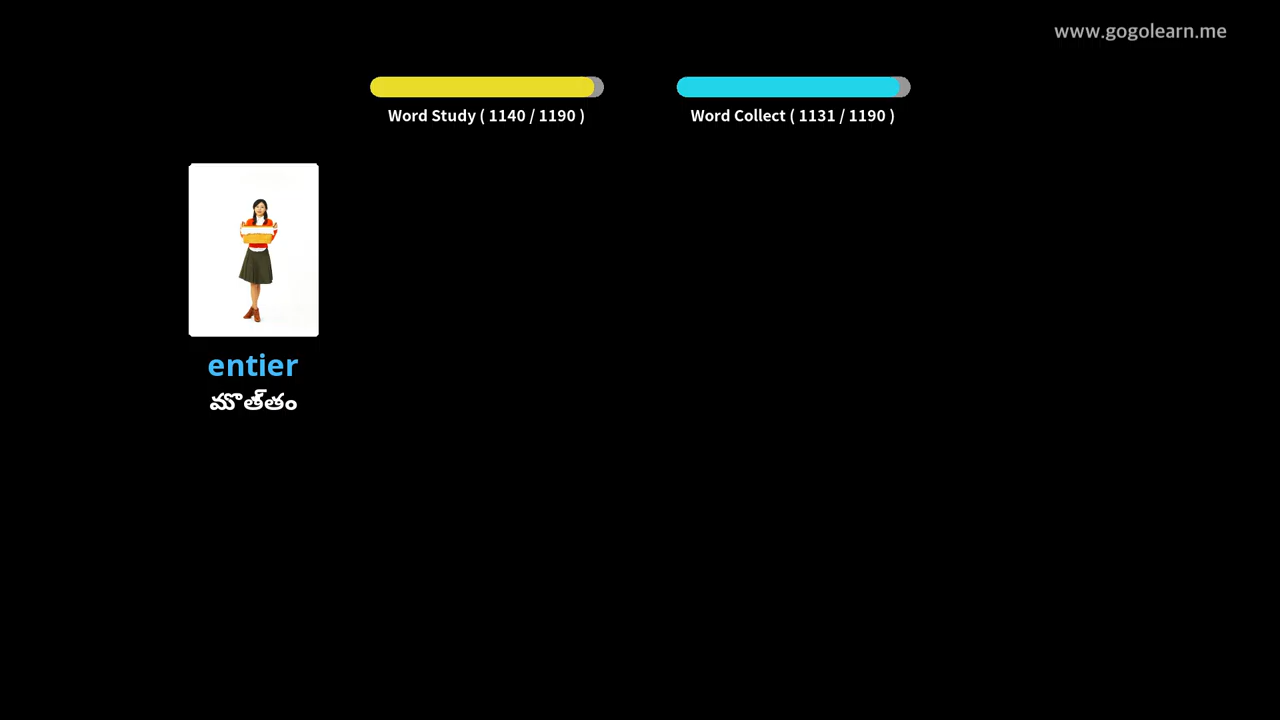 www.gogolearn.me
Word Study ( 1140 / 1190 )
Word Collect ( 1131 / 1190 )
entier
మొత్తం